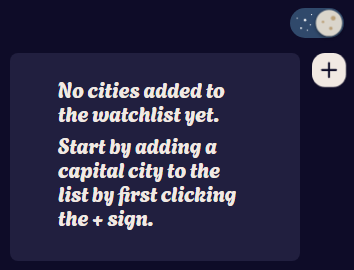 No cities added to
the watchlist yet.
Start by adding a
capital city to the
list by first clicking
the + sign.
+